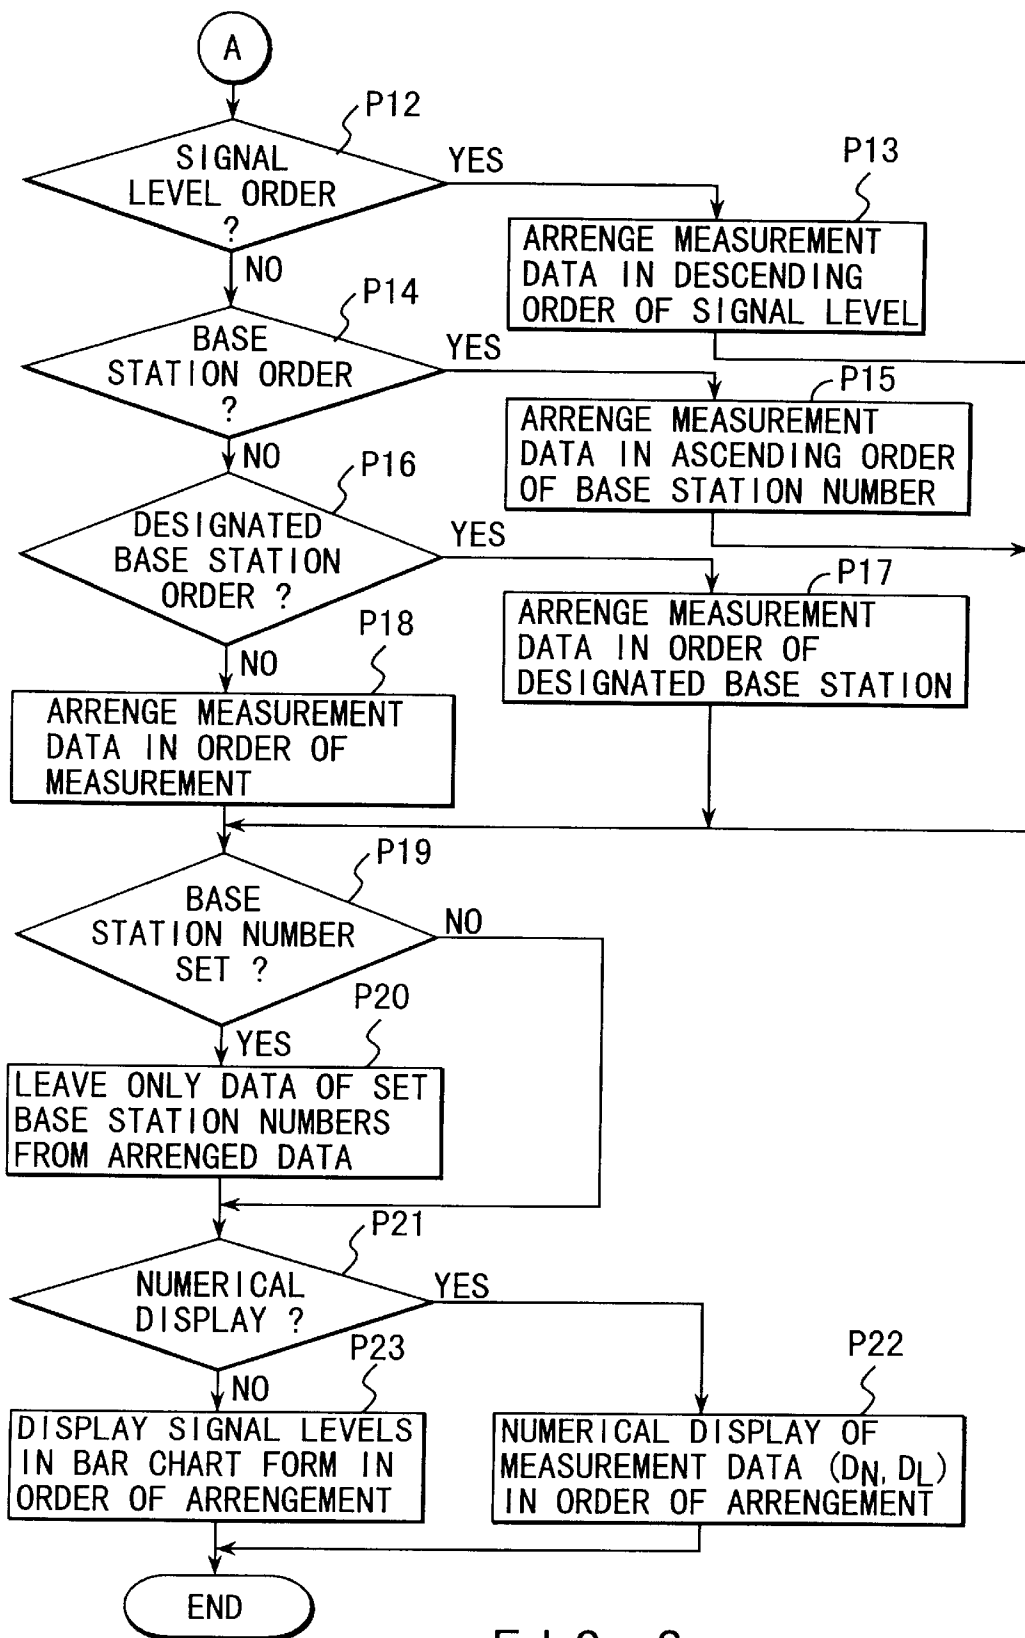 A
P12
SIGNAL
LEVEL ORDER
?
YES
NO
P13
ARRENGE MEASUREMENT
DATA IN DESCENDING
ORDER OF SIGNAL LEVEL
P14
BASE
STATION ORDER
?
YES
NO
P15
ARRENGE MEASUREMENT
DATA IN ASCENDING ORDER
OF BASE STATION NUMBER
P16
DESIGNATED
BASE STATION
ORDER ?
YES
NO
P17
ARRENGE MEASUREMENT
DATA IN ORDER OF
DESIGNATED BASE STATION
P18
ARRENGE MEASUREMENT
DATA IN ORDER OF
MEASUREMENT
P19
BASE
STATION NUMBER
SET ?
NO
YES
P20
LEAVE ONLY DATA OF SET
BASE STATION NUMBERS
FROM ARRENGED DATA
P21
NUMERICAL
DISPLAY ?
YES
NO
P23
DISPLAY SIGNAL LEVELS
IN BAR CHART FORM IN
ORDER OF ARRENGEMENT
P22
NUMERICAL DISPLAY OF
MEASUREMENT DATA (DN, DL)
IN ORDER OF ARRENGEMENT
END